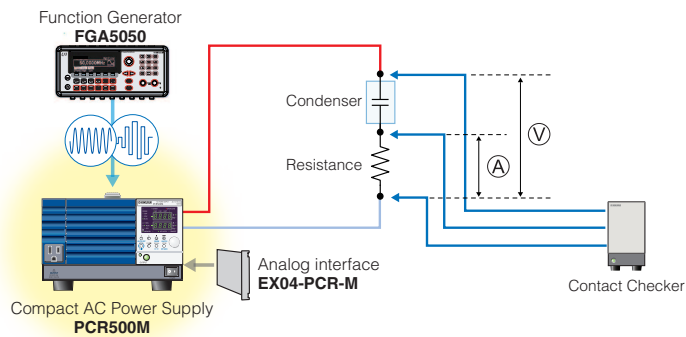 Function Generator
FGA5050
Condenser
Resistance
V
A
Analog interface
EX04-PCR-M
Contact Checker
Compact AC Power Supply
PCR500M